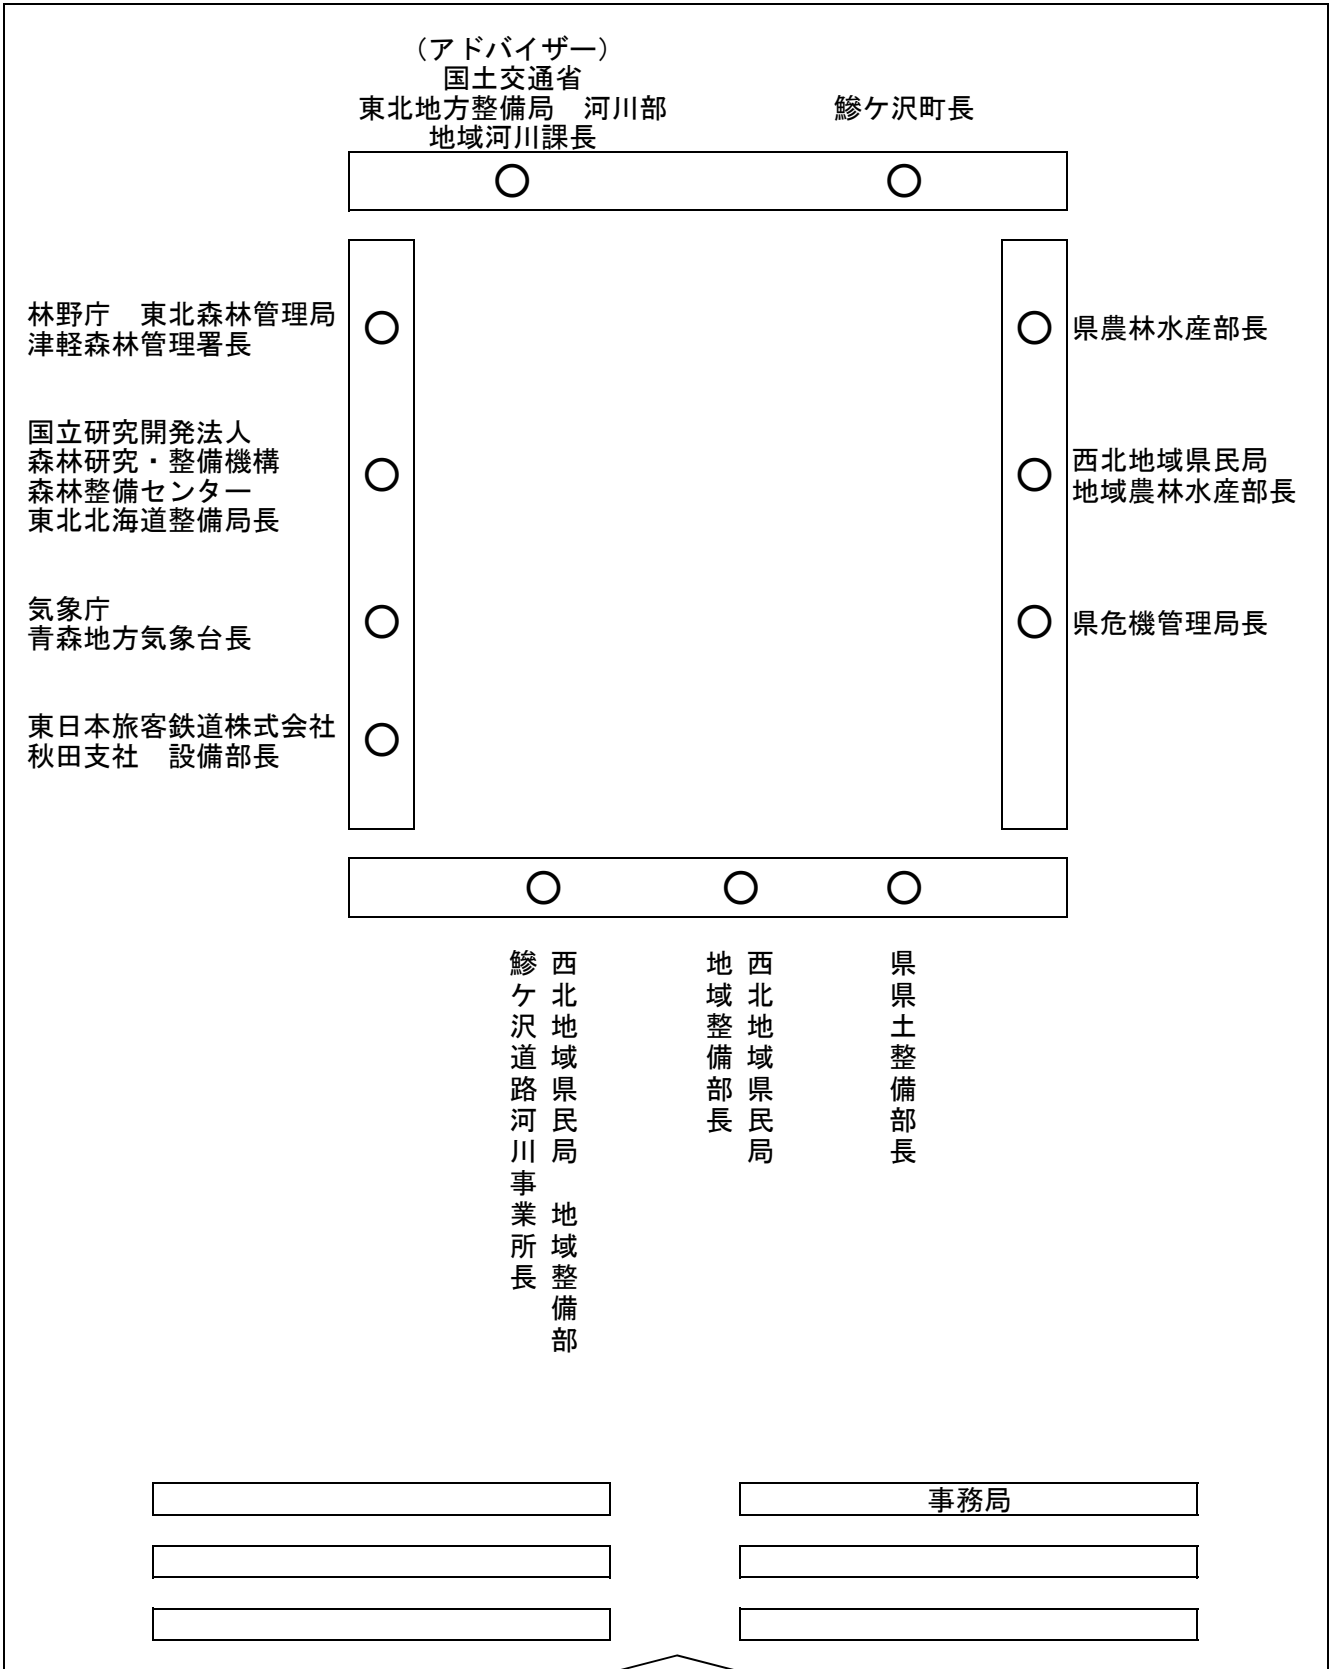 （アドバイザー）
国土交通省
東北地方整備局　河川部
地域河川課長
鰺ケ沢町長
林野庁　東北森林管理局
津軽森林管理署長
国立研究開発法人
森林研究・整備機構
森林整備センター
東北北海道整備局長
気象庁
青森地方気象台長
東日本旅客鉄道株式会社
秋田支社　設備部長
県農林水産部長
西北地域県民局
地域農林水産部長
県危機管理局長
県県土整備部長
西北地域県民局
地域整備部長
西北地域県民局　地域整備部
鰺ケ沢道路河川事業所長
事務局